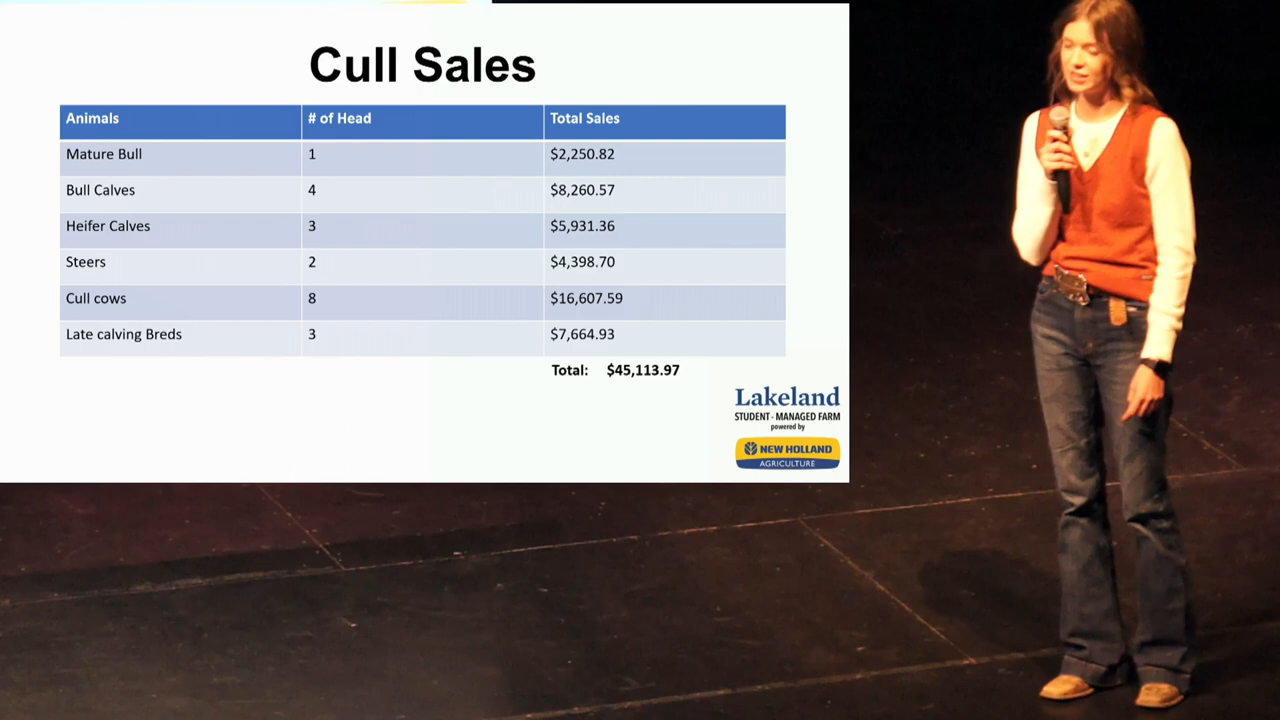 Cull Sales
Animals # of Head Total Sales
Mature Bull 1 $2,250.82
Bull Calves 4 $8,260.57
Heifer Calves 3 $5,931.36
Steers 2 $4,398.70
Cull cows 8 $16,607.59
Late calving Breds 3 $7,664.93
Total: $45,113.97
Lakeland
STUDENT - MANAGED FARM
powered by
NEW HOLLAND
AGRICULTURE